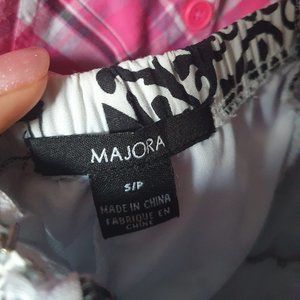 MAJORA
S/P
MADE IN CHINA
FABRIQUE EN
CHINE